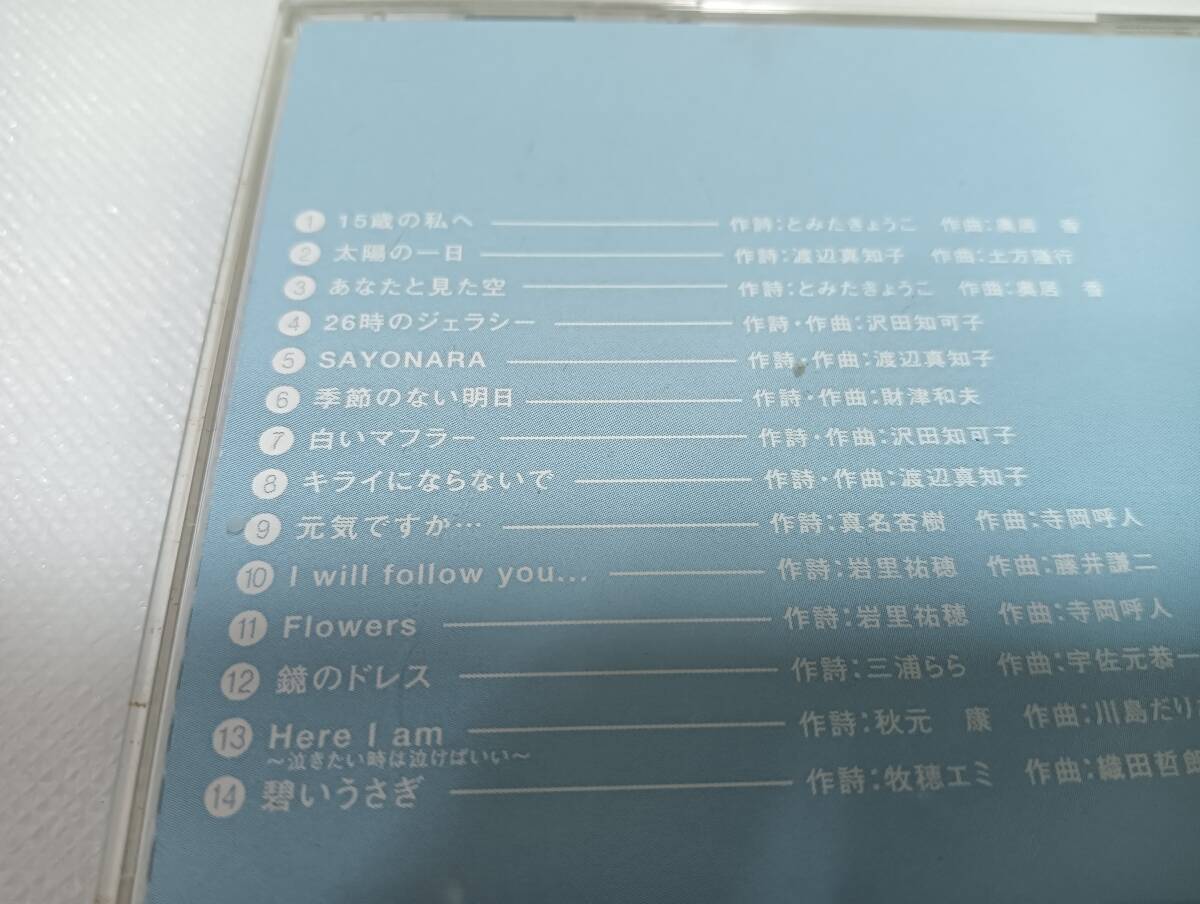 1 15歳の私へ 作詩:とみたきょうこ 作曲:奥居 香
2 太陽の一日 作詩:渡辺真知子 作曲:土方隆行
3 あなたと見た空 作詩:とみたきょうこ 作曲:奥居 香
4 26時のジェラシー 作詩・作曲:沢田知可子
5 SAYONARA 作詩・作曲:渡辺真知子
6 季節のない明日 作詩・作曲:財津和夫
7 白いマフラー 作詩・作曲:沢田知可子
8 キライにならないで 作詩・作曲:渡辺真知子
9 元気ですか… 作詩:真名杏樹 作曲:寺岡呼人
10 I will follow you... 作詩:岩里祐穂 作曲:藤井謙二
11 Flowers 作詩:岩里祐穂 作曲:寺岡呼人
12 鏡のドレス 作詩:三浦らら 作曲:宇佐元恭一
13 Here I am 作詩:秋元 康 作曲:川島だり
〜泣きたい時は泣けばいい〜
14 碧いうさぎ 作詩:牧穂エミ 作曲:織田哲郎